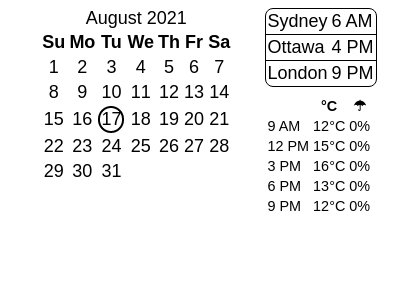 August 2021
Su Mo Tu We Th Fr Sa
1 2 3 4 5 6 7
8 9 10 11 12 13 14
15 16 17 18 19 20 21
22 23 24 25 26 27 28
29 30 31
Sydney 6 AM
Ottawa 4 PM
London 9 PM
°C ☂
9 AM 12°C 0%
12 PM 15°C 0%
3 PM 16°C 0%
6 PM 13°C 0%
9 PM 12°C 0%